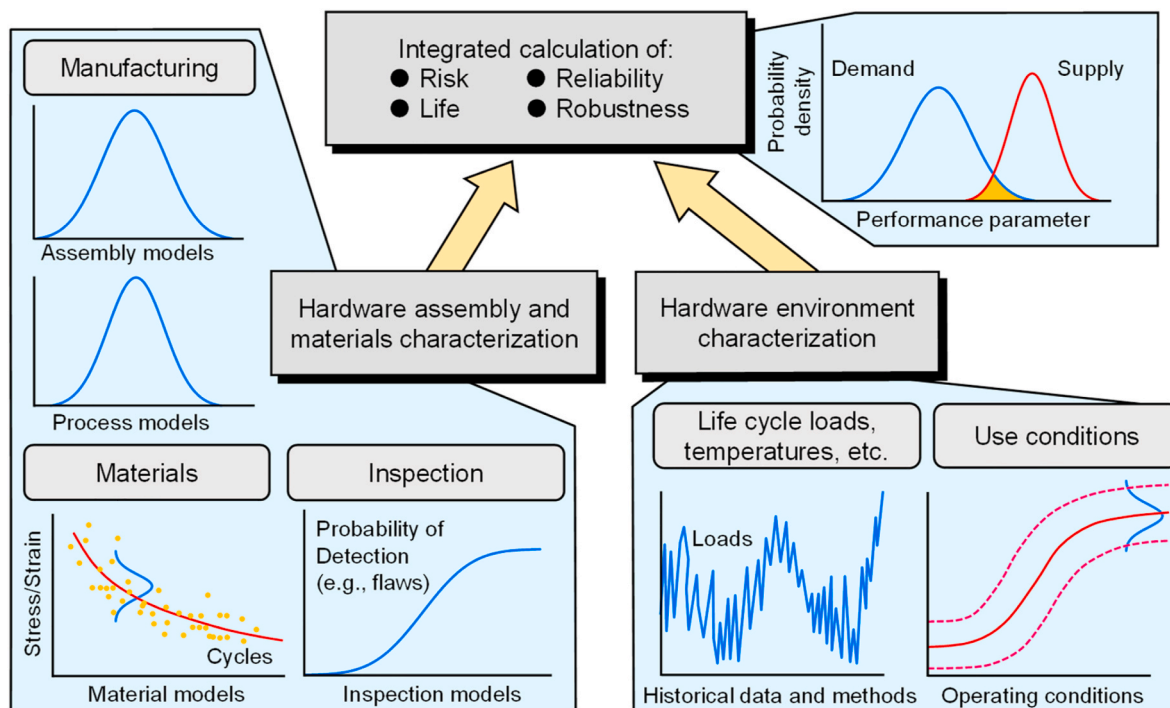 Manufacturing
Assembly models
Process models
Materials
Stress/Strain
Cycles
Material models
Inspection
Probability of
Detection
(e.g., flaws)
Inspection models
Integrated calculation of:
● Risk ● Reliability
● Life ● Robustness
Hardware assembly and
materials characterization
Hardware environment
characterization
Probability
density
Demand
Supply
Performance parameter
Life cycle loads,
temperatures, etc.
Loads
Historical data and methods
Use conditions
Operating conditions